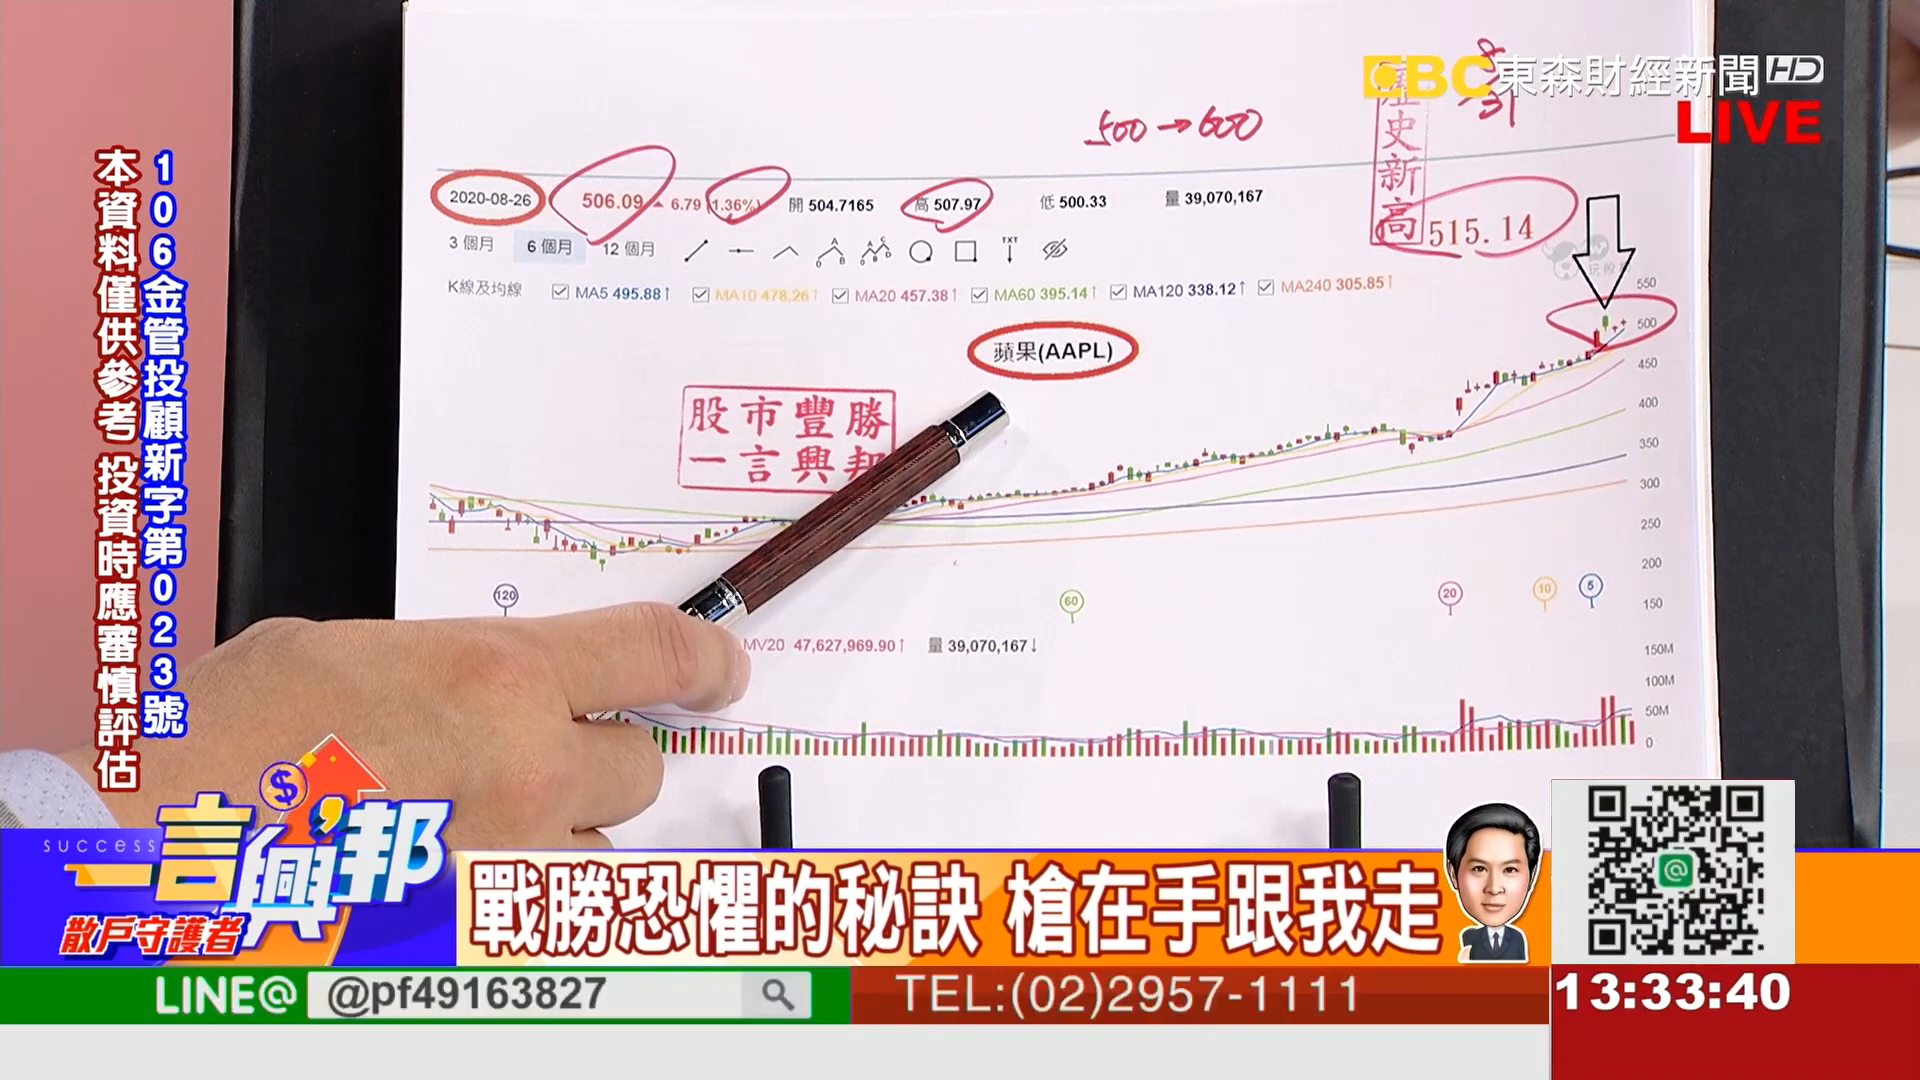 EBC 東森財經新聞 HD
LIVE
8/31
500→600
歷史新高
515.14
2020-08-26 506.09 ▲ 6.79 (1.36%) 開 504.7165 高 507.97 低 500.33 量 39,070,167
3 個月 6 個月 12 個月
TXT
K線及均線 MA5 495.88↑ MA10 478.26↑ MA20 457.38↑ MA60 395.14↑ MA120 338.12↑ MA240 305.85↑
蘋果(AAPL)
股市豐勝
一言興邦
550
500
450
400
350
300
250
200
150
120 60 20 10 5
MV20 47,627,969.90↑ 量 39,070,167↓
150M
100M
50M
0
106金管投顧新字第023號
本資料僅供參考 投資時應審慎評估
$
success
一言興邦
散戶守護者
戰勝恐懼的秘訣 槍在手跟我走
LINE@ @pf49163827
TEL:(02)2957-1111
13:33:40